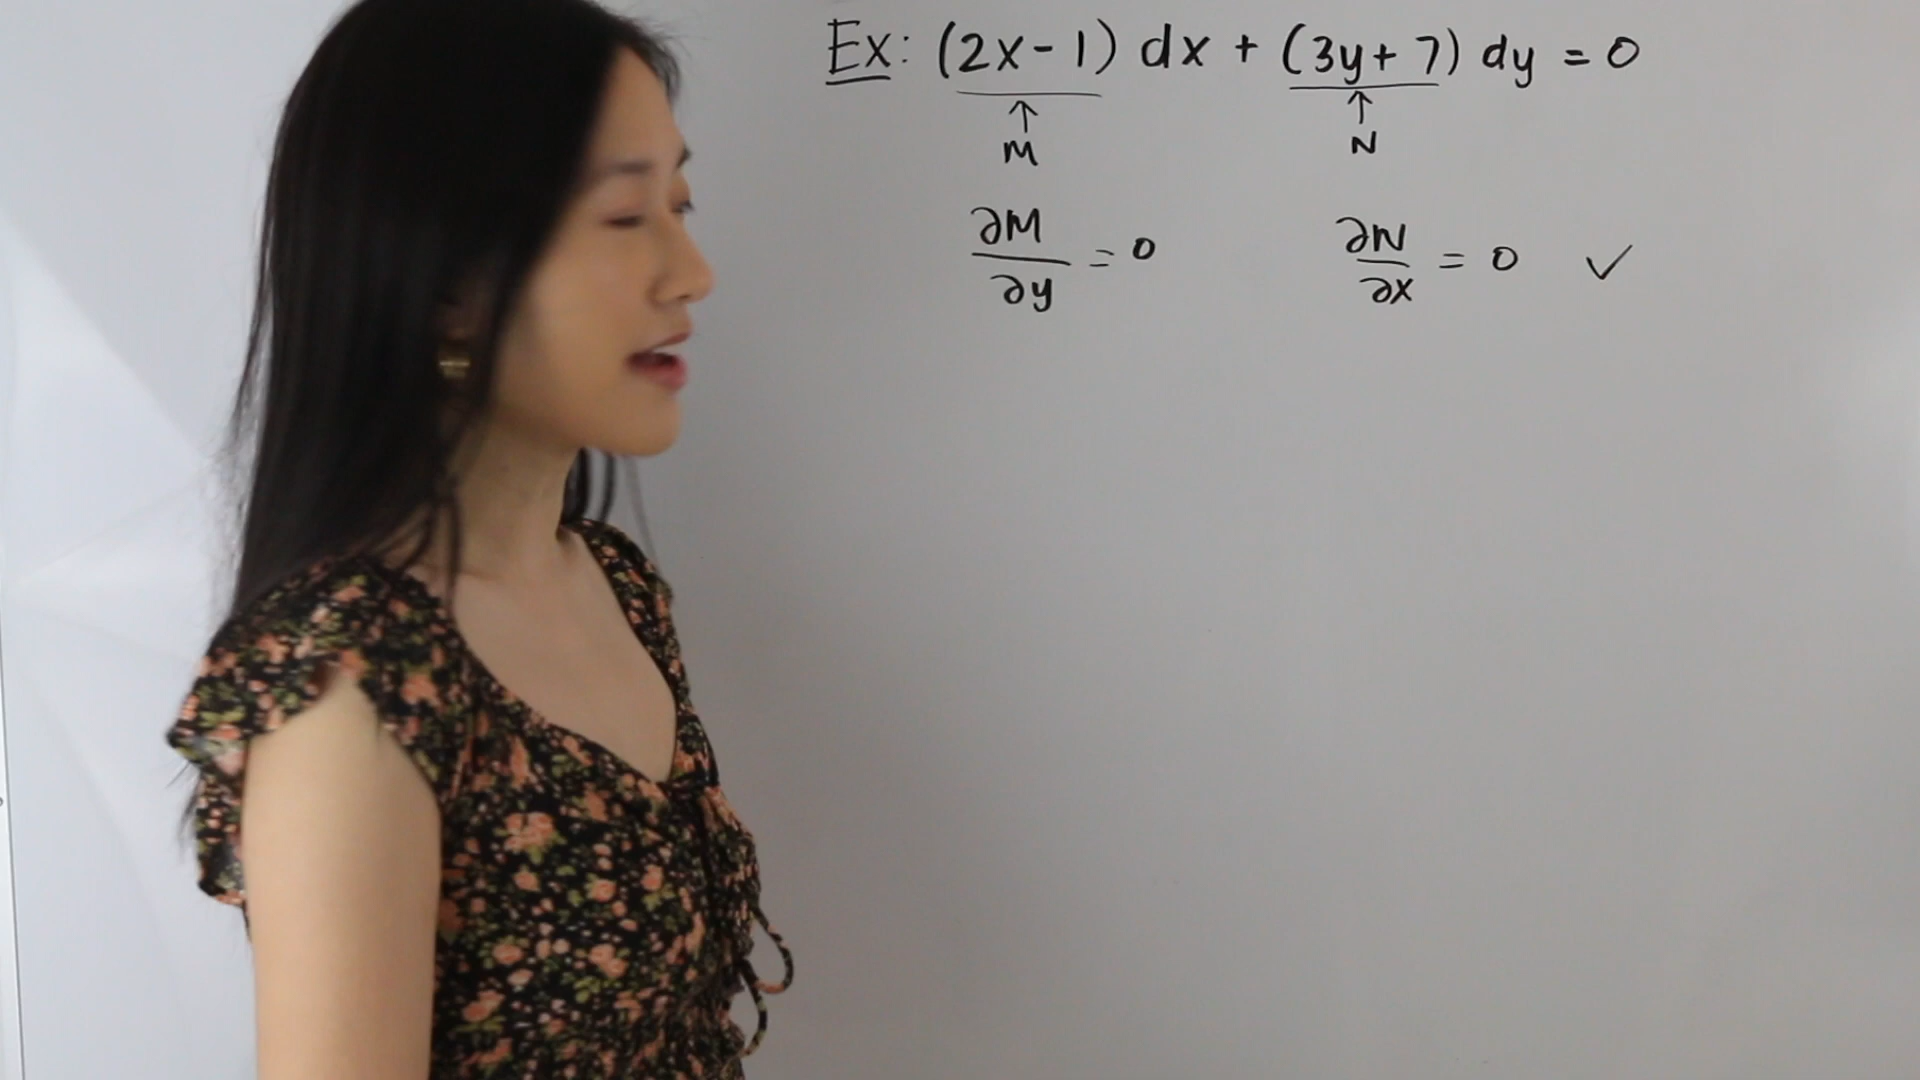 Ex: (2x-1) dx + (3y+7) dy = 0
↑ ↑
M N
∂M/∂y = 0 ∂N/∂x = 0 ✓